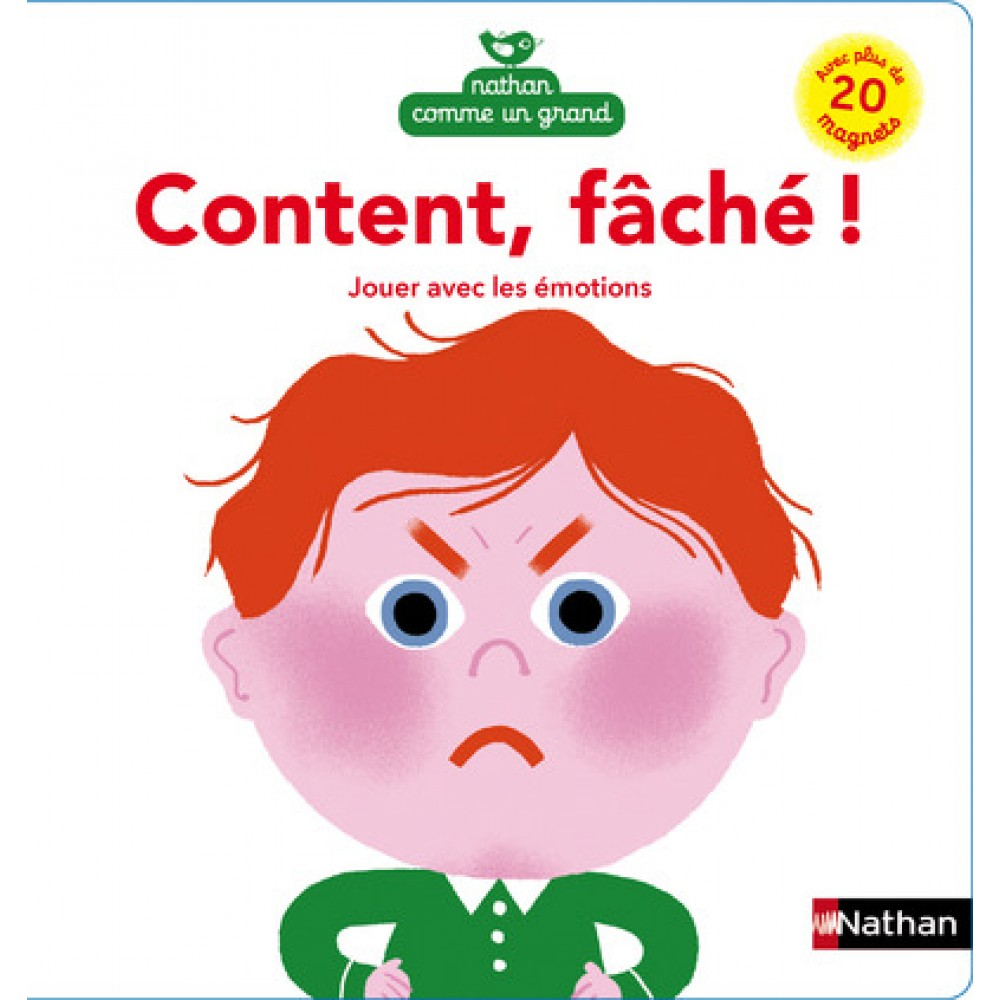 nathan
comme un grand
Avec plus de
20
magnets
Content, fâché !
Jouer avec les émotions
Nathan